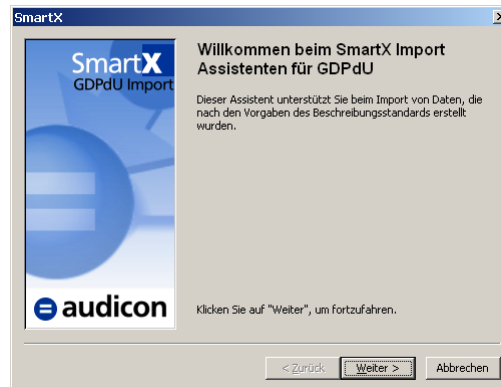 SmartX
SmartX
GDPdU Import
audicon
Willkommen beim SmartX Import
Assistenten für GDPdU
Dieser Assistent unterstützt Sie beim Import von Daten, die
nach den Vorgaben des Beschreibungsstandards erstellt
wurden.
Klicken Sie auf "Weiter", um fortzufahren.
< Zurück
Weiter >
Abbrechen